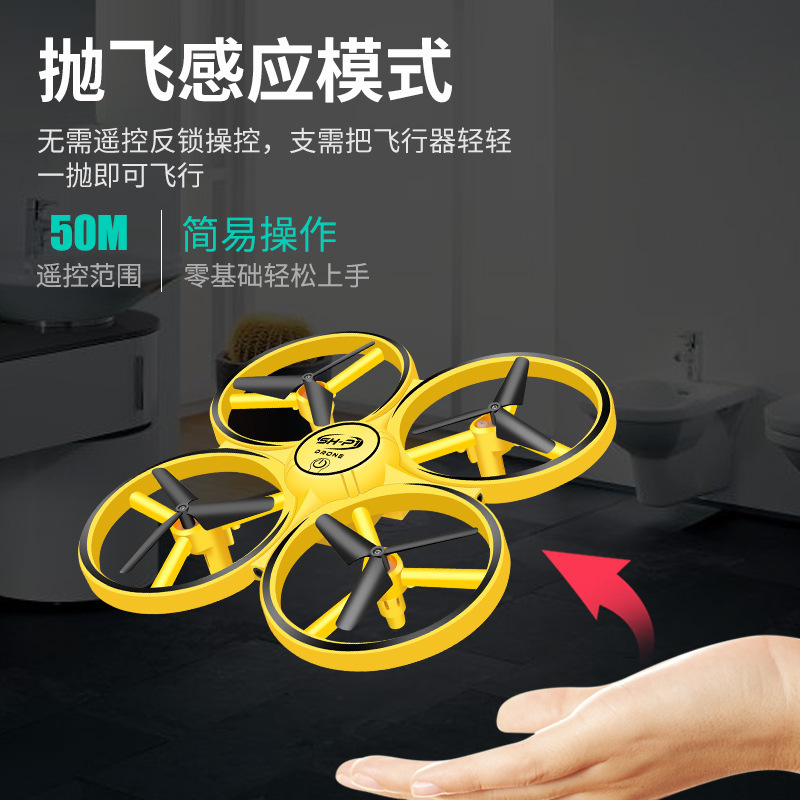 抛飞感应模式
无需遥控反锁操控，支需把飞行器轻轻
一抛即可飞行
50M
简易操作
遥控范围
零基础轻松上手
SH-P1
DRONE